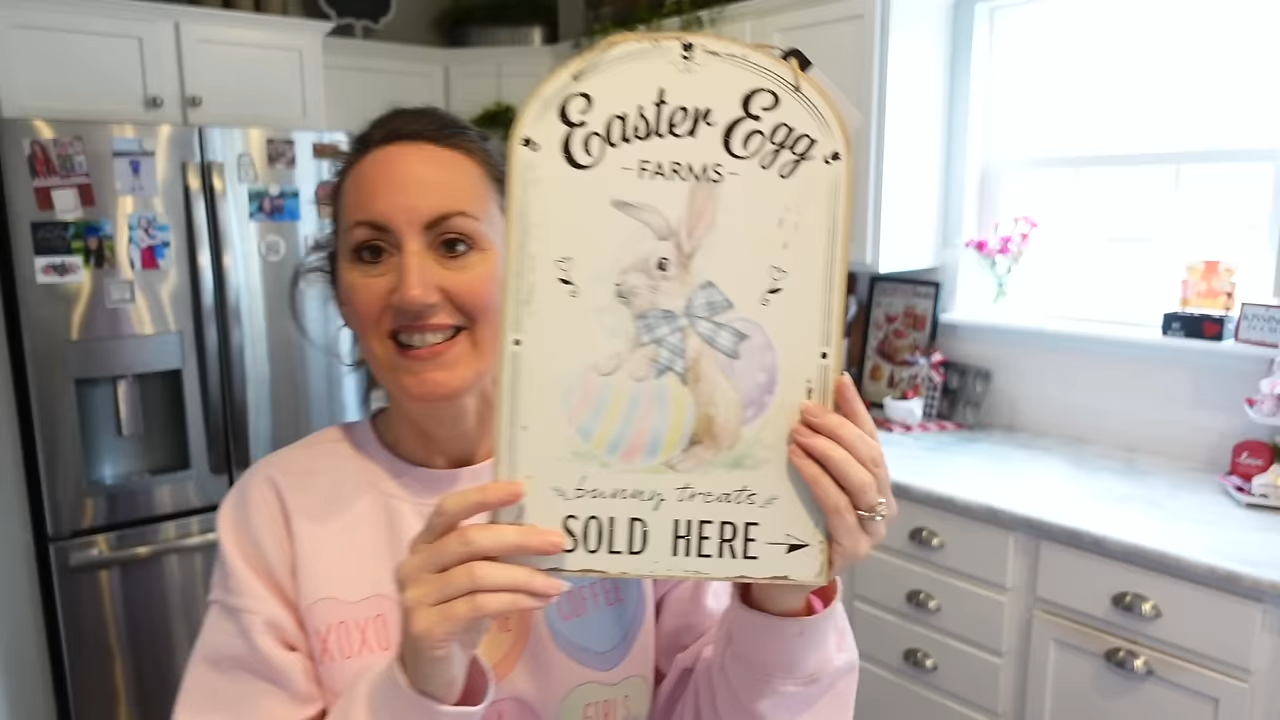 Easter Egg
-FARMS-
bunny treats
SOLD HERE
XOXO
COFFEE
GIRLS